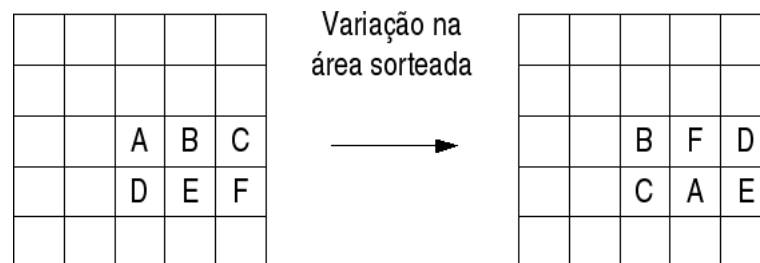 Variação na
área sorteada
A B C
D E F
B F D
C A E